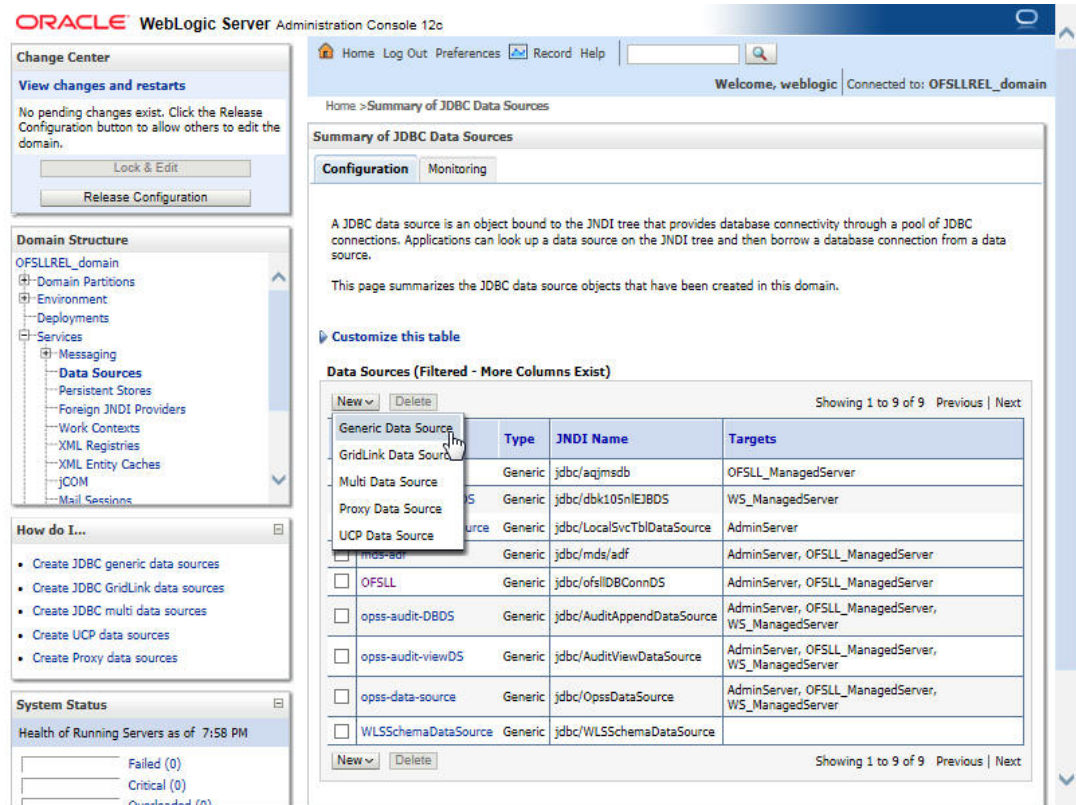 ORACLE WebLogic Server Administration Console 12c
Change Center
View changes and restarts
No pending changes exist. Click the Release
Configuration button to allow others to edit the
domain.
Lock & Edit
Release Configuration
Domain Structure
OFSLLREL_domain
Domain Partitions
Environment
Deployments
Services
Messaging
Data Sources
Persistent Stores
Foreign JNDI Providers
Work Contexts
XML Registries
XML Entity Caches
jCOM
Mail Sessions
How do I...
Create JDBC generic data sources
Create JDBC GridLink data sources
Create JDBC multi data sources
Create UCP data sources
Create Proxy data sources
System Status
Health of Running Servers as of 7:58 PM
Failed (0)
Critical (0)
Overloaded (0)
Home Log Out Preferences Record Help
Welcome, weblogic Connected to: OFSLLREL_domain
Home >Summary of JDBC Data Sources
Summary of JDBC Data Sources
Configuration Monitoring
A JDBC data source is an object bound to the JNDI tree that provides database connectivity through a pool of JDBC
connections. Applications can look up a data source on the JNDI tree and then borrow a database connection from a data
source.
This page summarizes the JDBC data source objects that have been created in this domain.
Customize this table
Data Sources (Filtered - More Columns Exist)
New Delete Showing 1 to 9 of 9 Previous | Next
Generic Data Source
GridLink Data Source
Multi Data Source
Proxy Data Source
UCP Data Source
Type JNDI Name Targets
Generic jdbc/aqjmsdb OFSLL_ManagedServer
DS Generic jdbc/dbk105nlEJBDS WS_ManagedServer
urce Generic jdbc/LocalSvcTblDataSource AdminServer
mds-adf Generic jdbc/mds/adf AdminServer, OFSLL_ManagedServer
OFSLL Generic jdbc/ofsllDBConnDS AdminServer, OFSLL_ManagedServer
opss-audit-DBDS Generic jdbc/AuditAppendDataSource AdminServer, OFSLL_ManagedServer,
WS_ManagedServer
opss-audit-viewDS Generic jdbc/AuditViewDataSource AdminServer, OFSLL_ManagedServer,
WS_ManagedServer
opss-data-source Generic jdbc/OpssDataSource AdminServer, OFSLL_ManagedServer,
WS_ManagedServer
WLSSchemaDataSource Generic jdbc/WLSSchemaDataSource
New Delete Showing 1 to 9 of 9 Previous | Next